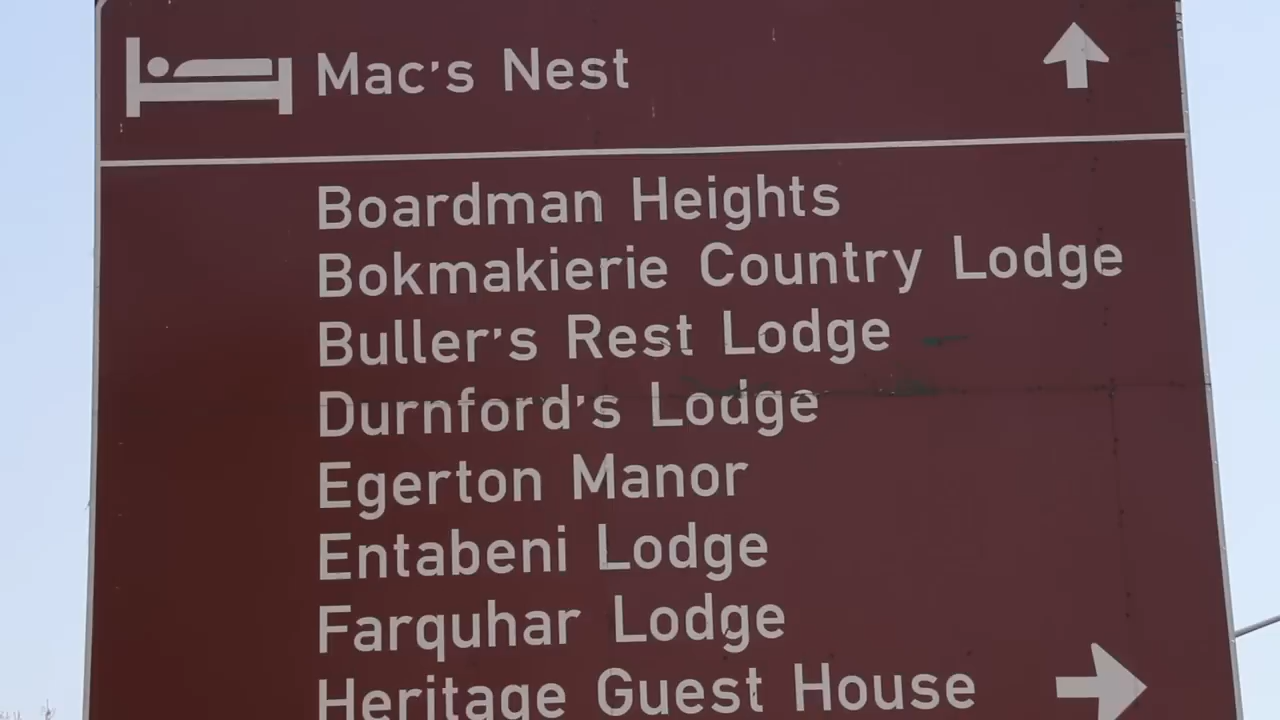 Mac's Nest
Boardman Heights
Bokmakierie Country Lodge
Buller's Rest Lodge
Durnford's Lodge
Egerton Manor
Entabeni Lodge
Farquhar Lodge
Heritage Guest House